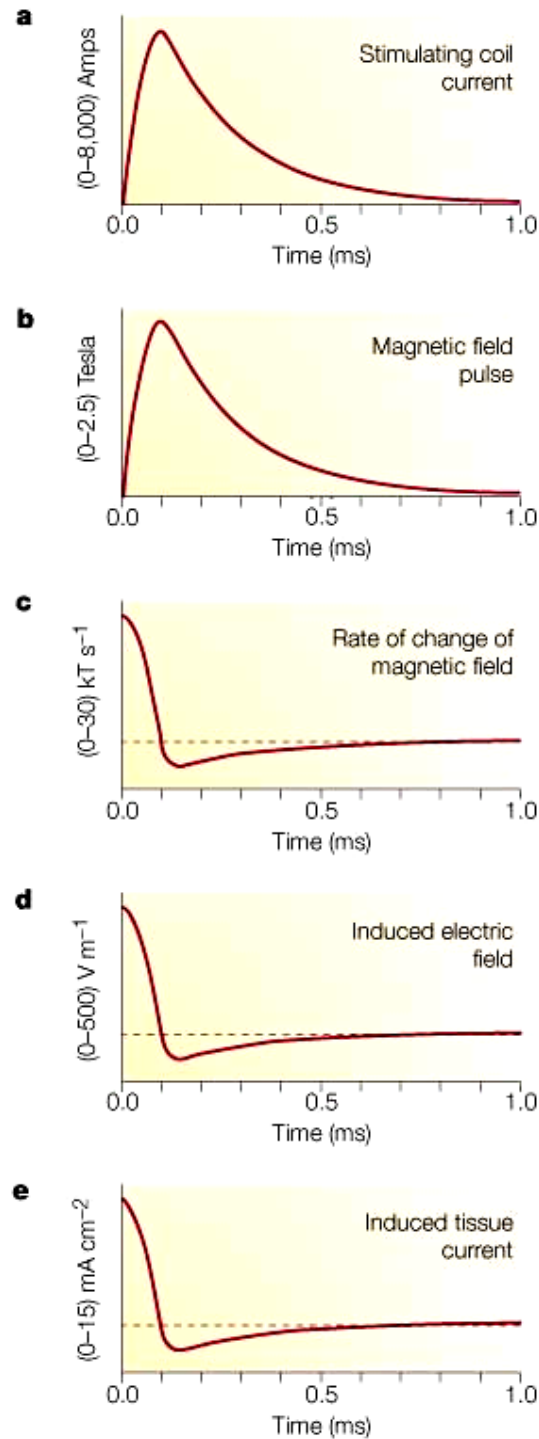 a
(0–8,000) Amps
Stimulating coil
current
0.0 0.5 1.0
Time (ms)
b
(0–2.5) Tesla
Magnetic field
pulse
0.0 0.5 1.0
Time (ms)
c
(0–30) kT s⁻¹
Rate of change of
magnetic field
0.0 0.5 1.0
Time (ms)
d
(0–500) V m⁻¹
Induced electric
field
0.0 0.5 1.0
Time (ms)
e
(0–15) mA cm⁻²
Induced tissue
current
0.0 0.5 1.0
Time (ms)